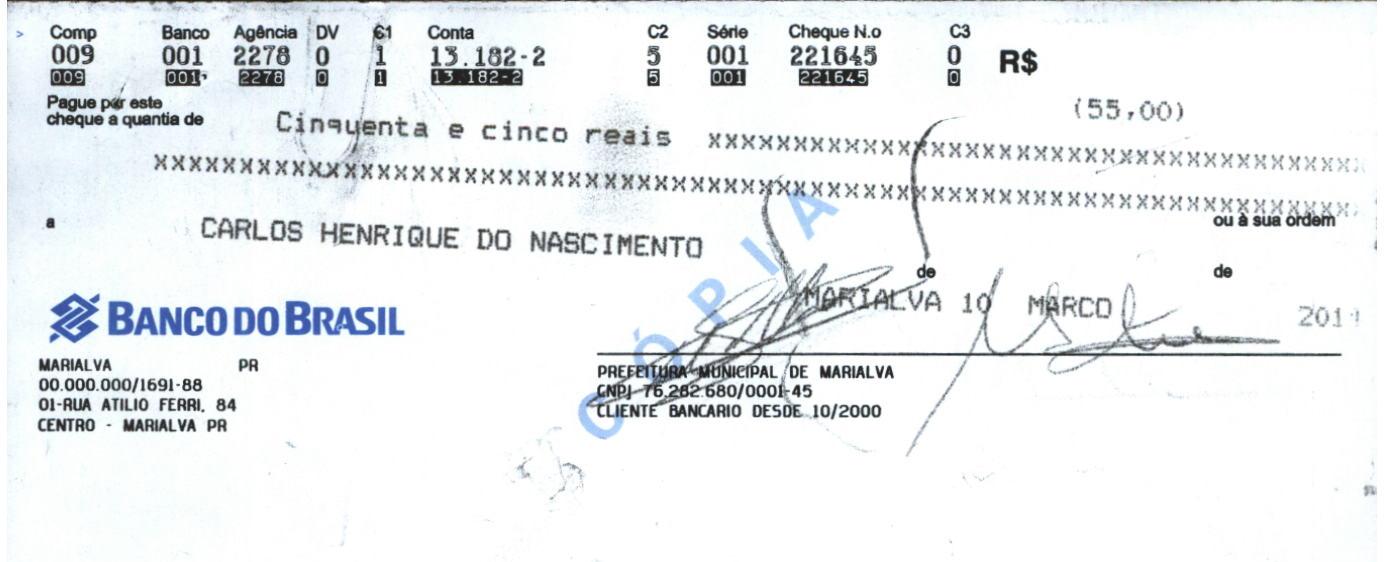 Comp Banco Agência DV C1 Conta C2 Série Cheque N.o C3
009 001 2278 0 1 13.182-2 5 001 221645 0 R$
009 001 2278 0 1 13.182-2 5 001 221645 0
Pague por este
cheque a quantia de
(55,00)
Cinquenta e cinco reais xxxxxxxxxxxxxxxxxxxxxxxxxxxxxxxxxxxxxxxxxxxx
xxxxxxxxxxxxxxxxxxxxxxxxxxxxxxxxxxxxxxxxxxxxxxxxxxxxxxxxxxxxxxxxxxxxxxxxxxxxxxxx
ou à sua ordem
a CARLOS HENRIQUE DO NASCIMENTO
CÓPIA
de de
MARIALVA 10 MARCO
BANCO DO BRASIL
MARIALVA PR
00.000.000/1691-88
01-RUA ATILIO FERRI, 84
CENTRO - MARIALVA PR
PREFEITURA MUNICIPAL DE MARIALVA
CNPJ 76.282.680/0001-45
CLIENTE BANCARIO DESDE 10/2000